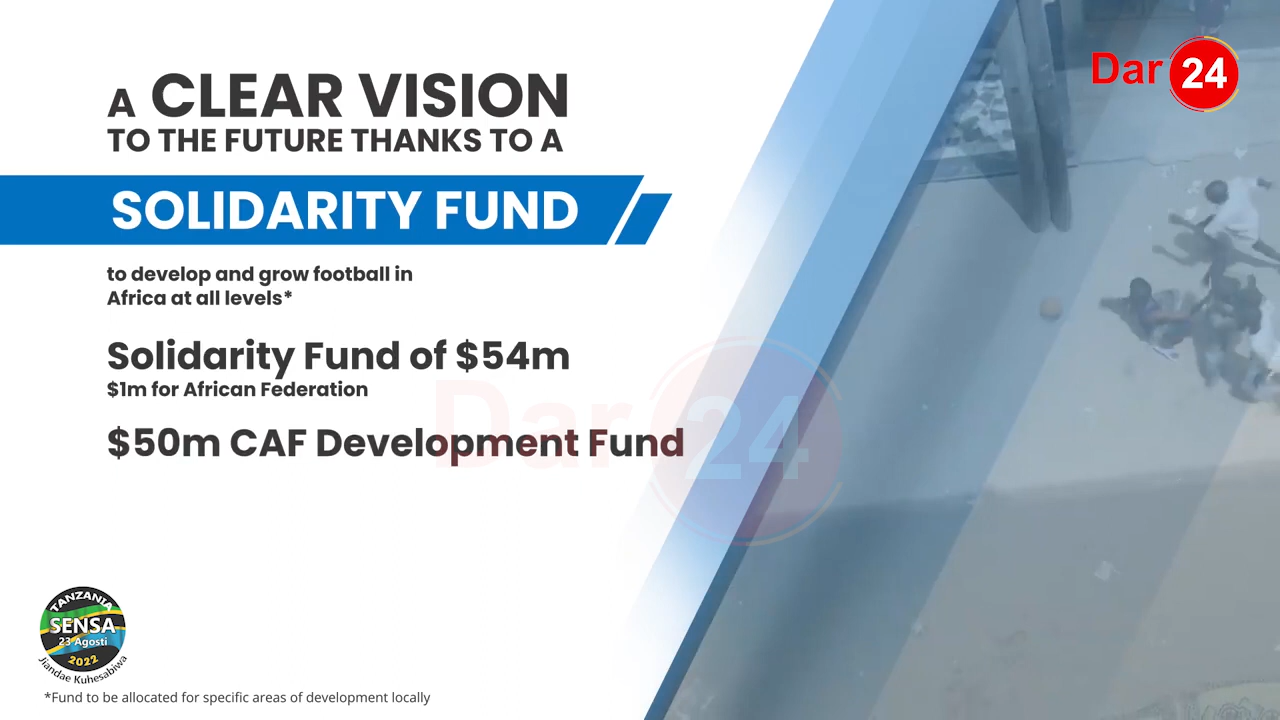 Dar 24
A CLEAR VISION
TO THE FUTURE THANKS TO A
SOLIDARITY FUND
to develop and grow football in
Africa at all levels*
Solidarity Fund of $54m
$1m for African Federation
$50m CAF Development Fund
Dar 24
TANZANIA
SENSA
23 Agosti
2022
Jiandae Kuhesabiwa
*Fund to be allocated for specific areas of development locally